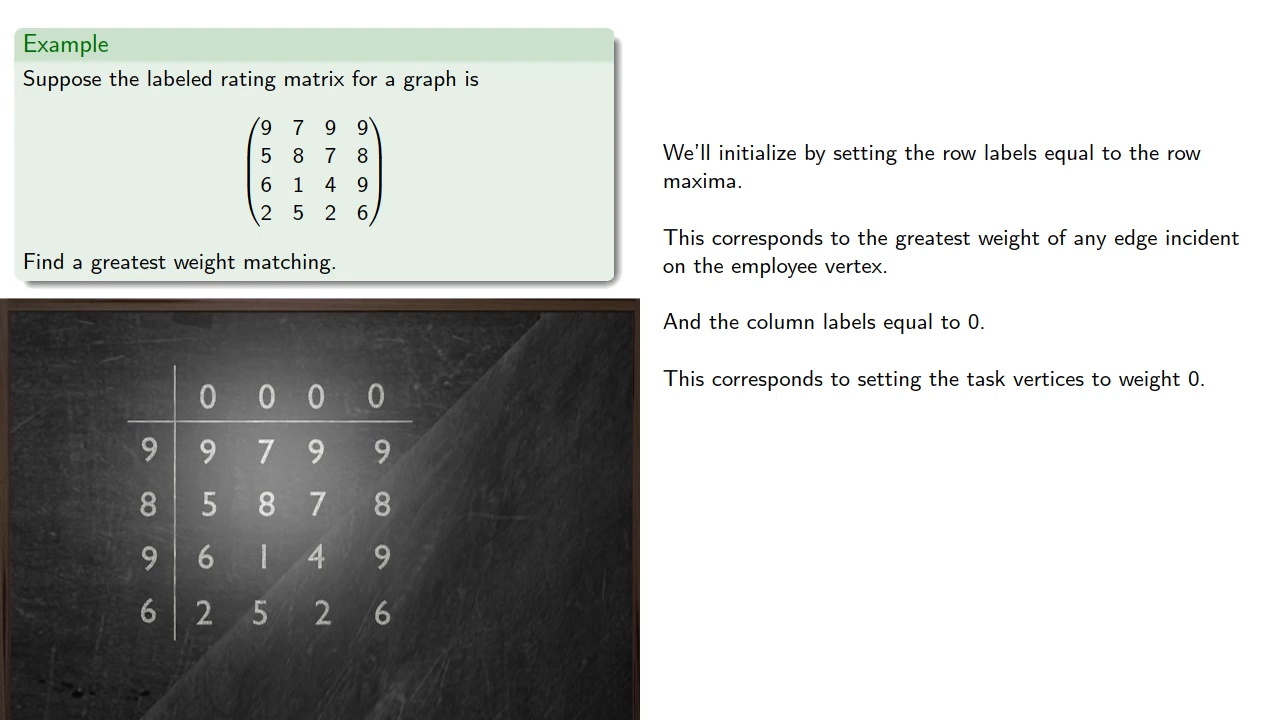 Example
Suppose the labeled rating matrix for a graph is
9 7 9 9
5 8 7 8
6 1 4 9
2 5 2 6
Find a greatest weight matching.
We'll initialize by setting the row labels equal to the row
maxima.
This corresponds to the greatest weight of any edge incident
on the employee vertex.
And the column labels equal to 0.
This corresponds to setting the task vertices to weight 0.
0 0 0 0
9 9 7 9 9
8 5 8 7 8
9 6 1 4 9
6 2 5 2 6